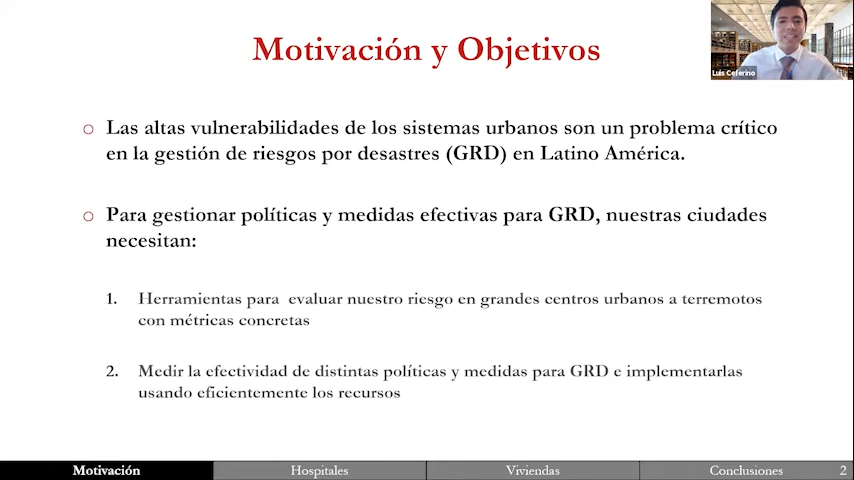 Motivación y Objetivos
Luis Ceferino
Las altas vulnerabilidades de los sistemas urbanos son un problema crítico
en la gestión de riesgos por desastres (GRD) en Latino América.
Para gestionar políticas y medidas efectivas para GRD, nuestras ciudades
necesitan:
1. Herramientas para evaluar nuestro riesgo en grandes centros urbanos a terremotos
con métricas concretas
2. Medir la efectividad de distintas políticas y medidas para GRD e implementarlas
usando eficientemente los recursos
Motivación Hospitales Viviendas Conclusiones 2